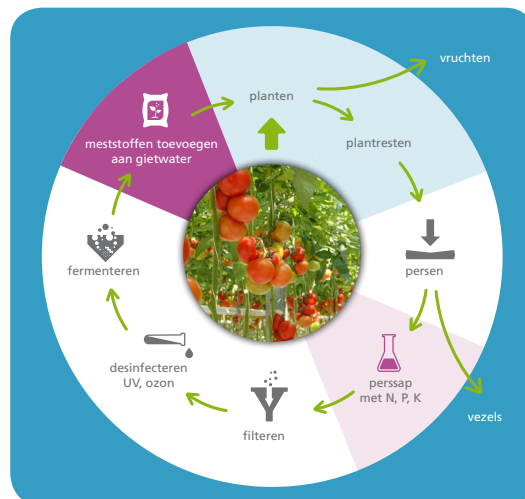 vruchten
planten
plantresten
meststoffen toevoegen
aan gietwater
persen
fermenteren
desinfecteren
UV, ozon
perssap
met N, P, K
filteren
vezels